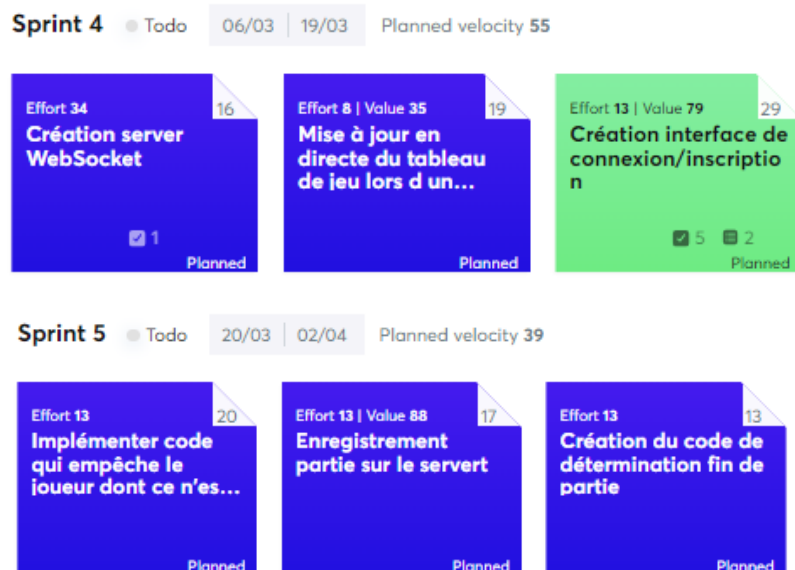 Sprint 4 Todo 06/03 19/03 Planned velocity 55
Effort 34 16
Création server
WebSocket
1
Planned
Effort 8 | Value 35 19
Mise à jour en
directe du tableau
de jeu lors d un...
Planned
Effort 13 | Value 79 29
Création interface de
connexion/inscriptio
n
5 2
Planned
Sprint 5 Todo 20/03 02/04 Planned velocity 39
Effort 13 20
Implémenter code
qui empêche le
joueur dont ce n'es...
Planned
Effort 13 | Value 88 17
Enregistrement
partie sur le servert
Planned
Effort 13 13
Création du code de
détermination fin de
partie
Planned